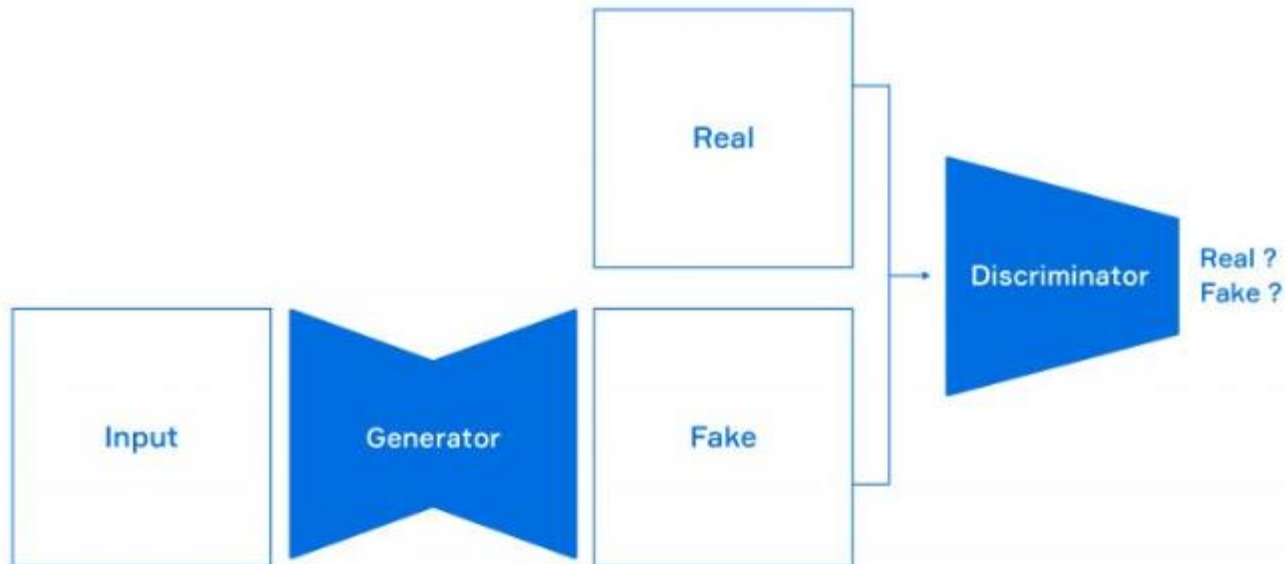 Real
Discriminator
Real ?
Fake ?
Input
Generator
Fake